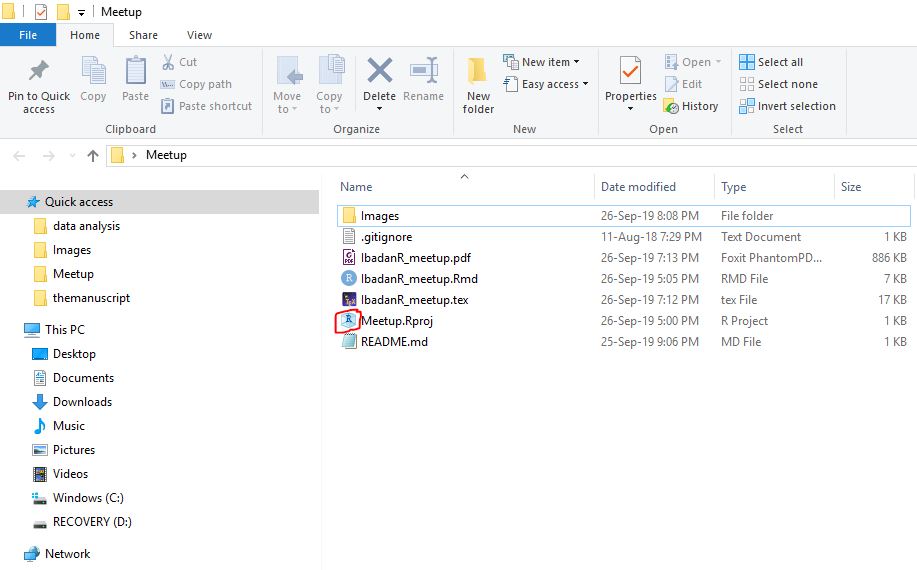 Meetup
File Home Share View
Pin to Quick access
Copy
Paste
Cut
Copy path
Paste shortcut
Clipboard
Move to
Copy to
Delete
Rename
Organize
New folder
New item
Easy access
New
Properties
Open
Edit
History
Open
Select all
Select none
Invert selection
Select
Meetup
Name Date modified Type Size
Quick access
data analysis
Images
Meetup
themanuscript
This PC
Desktop
Documents
Downloads
Music
Pictures
Videos
Windows (C:)
RECOVERY (D:)
Network
Images 26-Sep-19 8:08 PM File folder
.gitignore 11-Aug-18 7:29 PM Text Document 1 KB
IbadanR_meetup.pdf 26-Sep-19 7:13 PM Foxit PhantomPD... 886 KB
IbadanR_meetup.Rmd 26-Sep-19 5:05 PM RMD File 7 KB
IbadanR_meetup.tex 26-Sep-19 7:12 PM tex File 17 KB
Meetup.Rproj 26-Sep-19 5:00 PM R Project 1 KB
README.md 25-Sep-19 9:06 PM MD File 1 KB